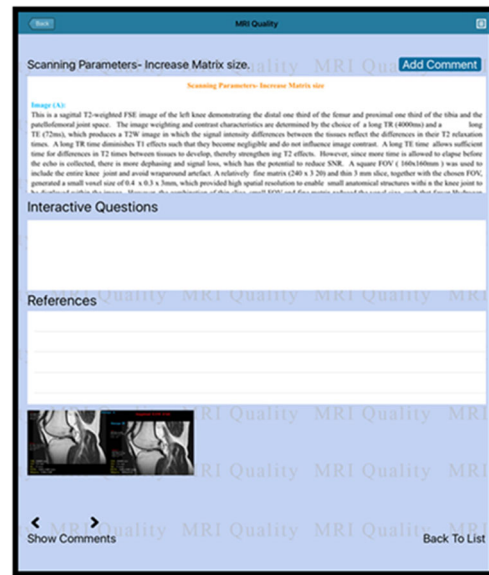 Back
MRI Quality
Scanning Parameters- Increase Matrix size.
Add Comment
Scanning Parameters- Increase Matrix size
Image (A):
This is a sagittal T2-weighted FSE image of the left knee demonstrating the distal one third of the femur and proximal one third of the tibia and the
patellofemoral joint space. The image weighting and contrast characteristics are determined by the choice of a long TR (4000ms) and a long
TE (72ms), which produces a T2W image in which the signal intensity differences between the tissues reflect the differences in their T2 relaxation
times. A long TR time diminishes T1 effects such that they become negligible and do not influence image contrast. A long TE time allows sufficient
time for differences in T2 times between tissues to develop, thereby strengthen ing T2 effects. However, since more time is allowed to elapse before
the echo is collected, there is more dephasing and signal loss, which has the potential to reduce SNR. A square FOV ( 160x160mm ) was used to
include the entire knee joint and avoid wraparound artefact. A relatively fine matrix (240 x 3 20) and thin 3 mm slice, together with the chosen FOV,
generated a small voxel size of 0.4 x 0.3 x 3mm, which provided high spatial resolution to enable small anatomical structures withi n the knee joint to
Interactive Questions
References
MRI Quality
Show Comments
Back To List